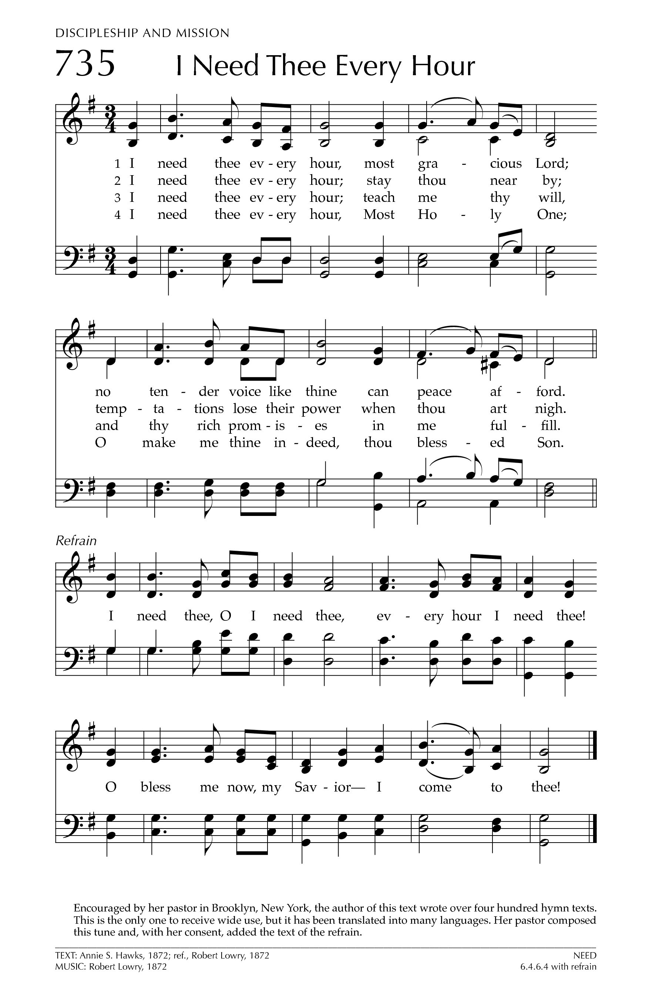 DISCIPLESHIP AND MISSION
735 I Need Thee Every Hour
3 4
1 I need thee ev - ery hour, most gra - cious Lord;
2 I need thee ev - ery hour; stay thou near by;
3 I need thee ev - ery hour; teach me thy will,
4 I need thee ev - ery hour, Most Ho - ly One;
3 4
no ten - der voice like thine can peace af - ford.
temp - ta - tions lose their power when thou art nigh.
and thy rich prom - is - es in me ful - fill.
O make me thine in - deed, thou bless - ed Son.
Refrain
I need thee, O I need thee, ev - ery hour I need thee!
O bless me now, my Sav - ior— I come to thee!
Encouraged by her pastor in Brooklyn, New York, the author of this text wrote over four hundred hymn texts.
This is the only one to receive wide use, but it has been translated into many languages. Her pastor composed
this tune and, with her consent, added the text of the refrain.
TEXT: Annie S. Hawks, 1872; ref., Robert Lowry, 1872 NEED
MUSIC: Robert Lowry, 1872 6.4.6.4 with refrain